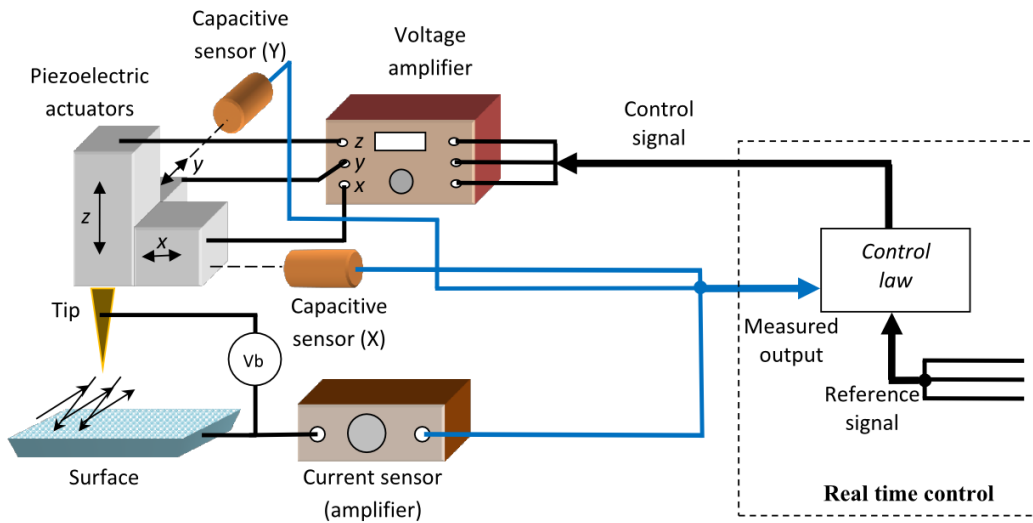 Capacitive
sensor (Y)
Voltage
amplifier
Piezoelectric
actuators
Control
signal
z
y
x
y
z
x
Control
law
Tip
Capacitive
sensor (X)
Vb
Measured
output
Reference
signal
Surface
Current sensor
(amplifier)
Real time control